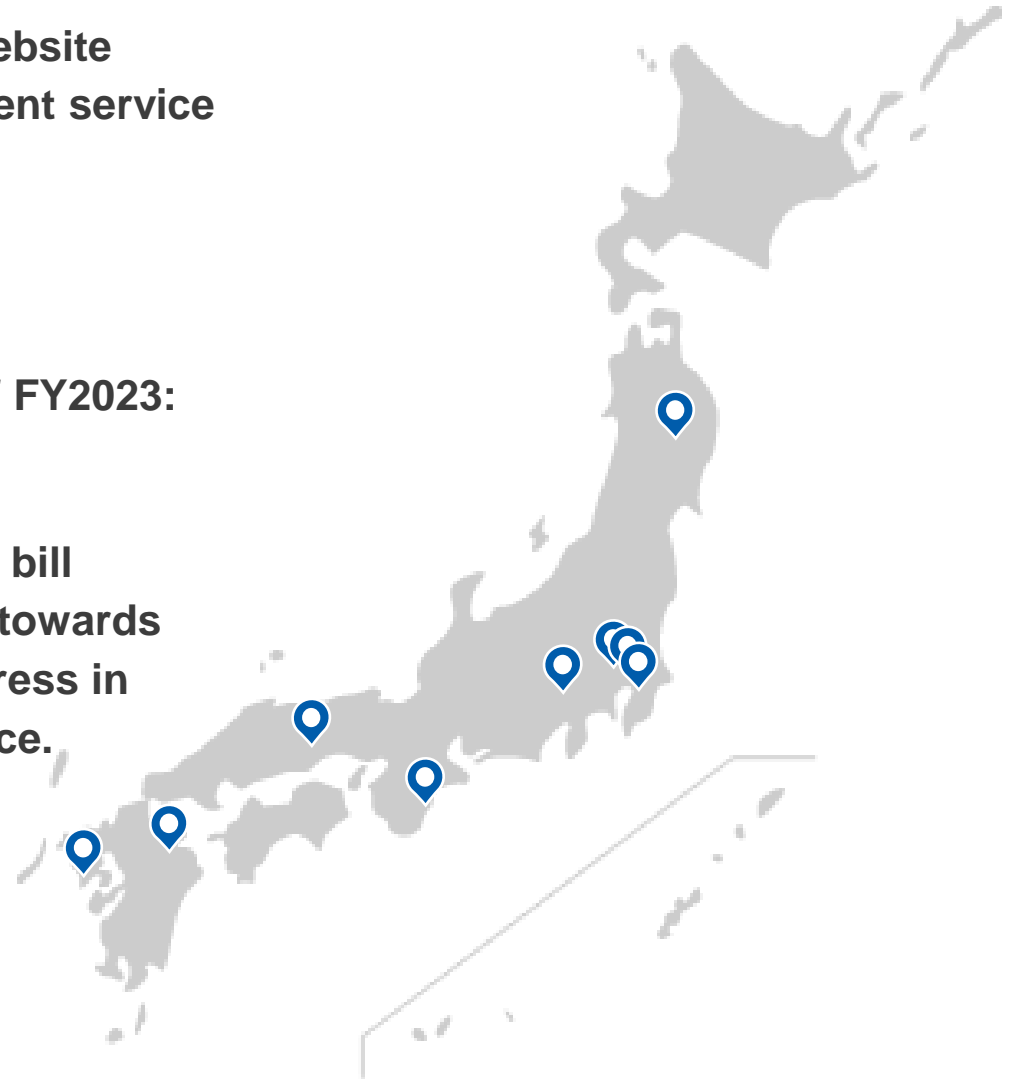 ebsite
ent service
FY2023:
bill
towards
ress in
ce.